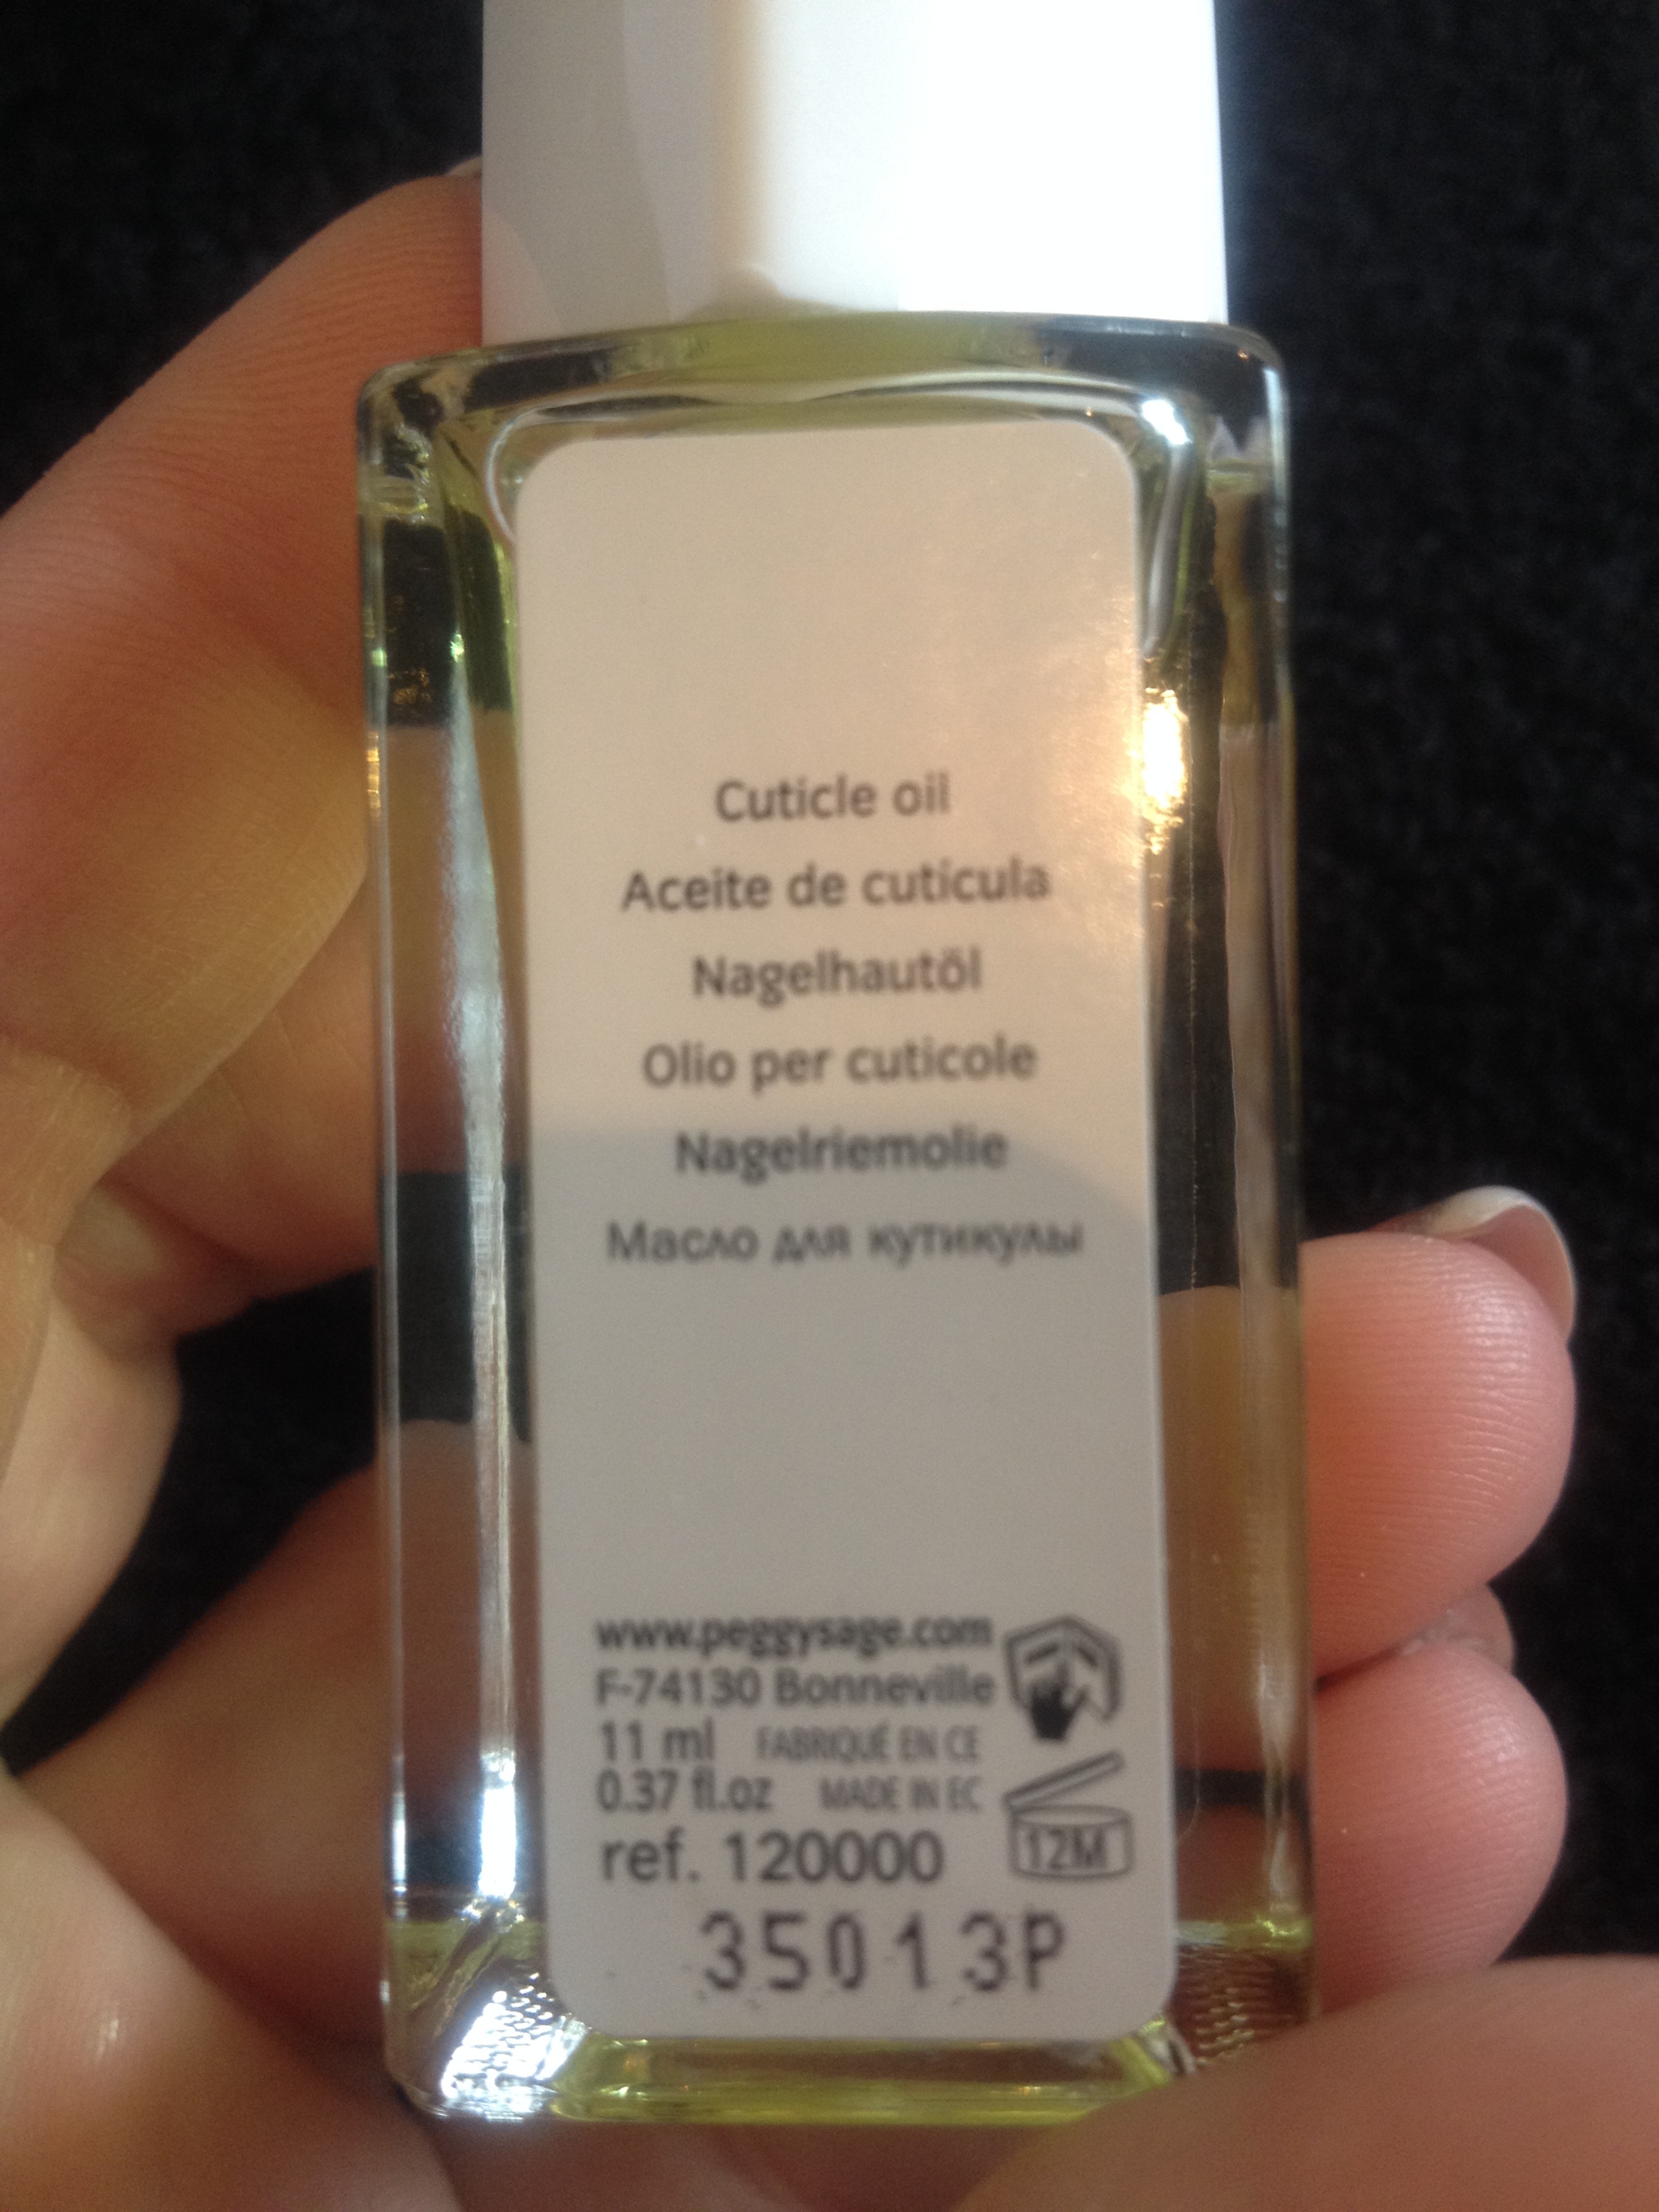 Cuticle oil
Aceite de cutícula
Nagelhautöl
Olio per cuticole
Nagelriemolie
Масло для кутикулы
www.peggysage.com
F-74130 Bonneville
11 ml FABRIQUÉ EN CE
0.37 fl.oz MADE IN EC
ref. 120000
12M
35013P